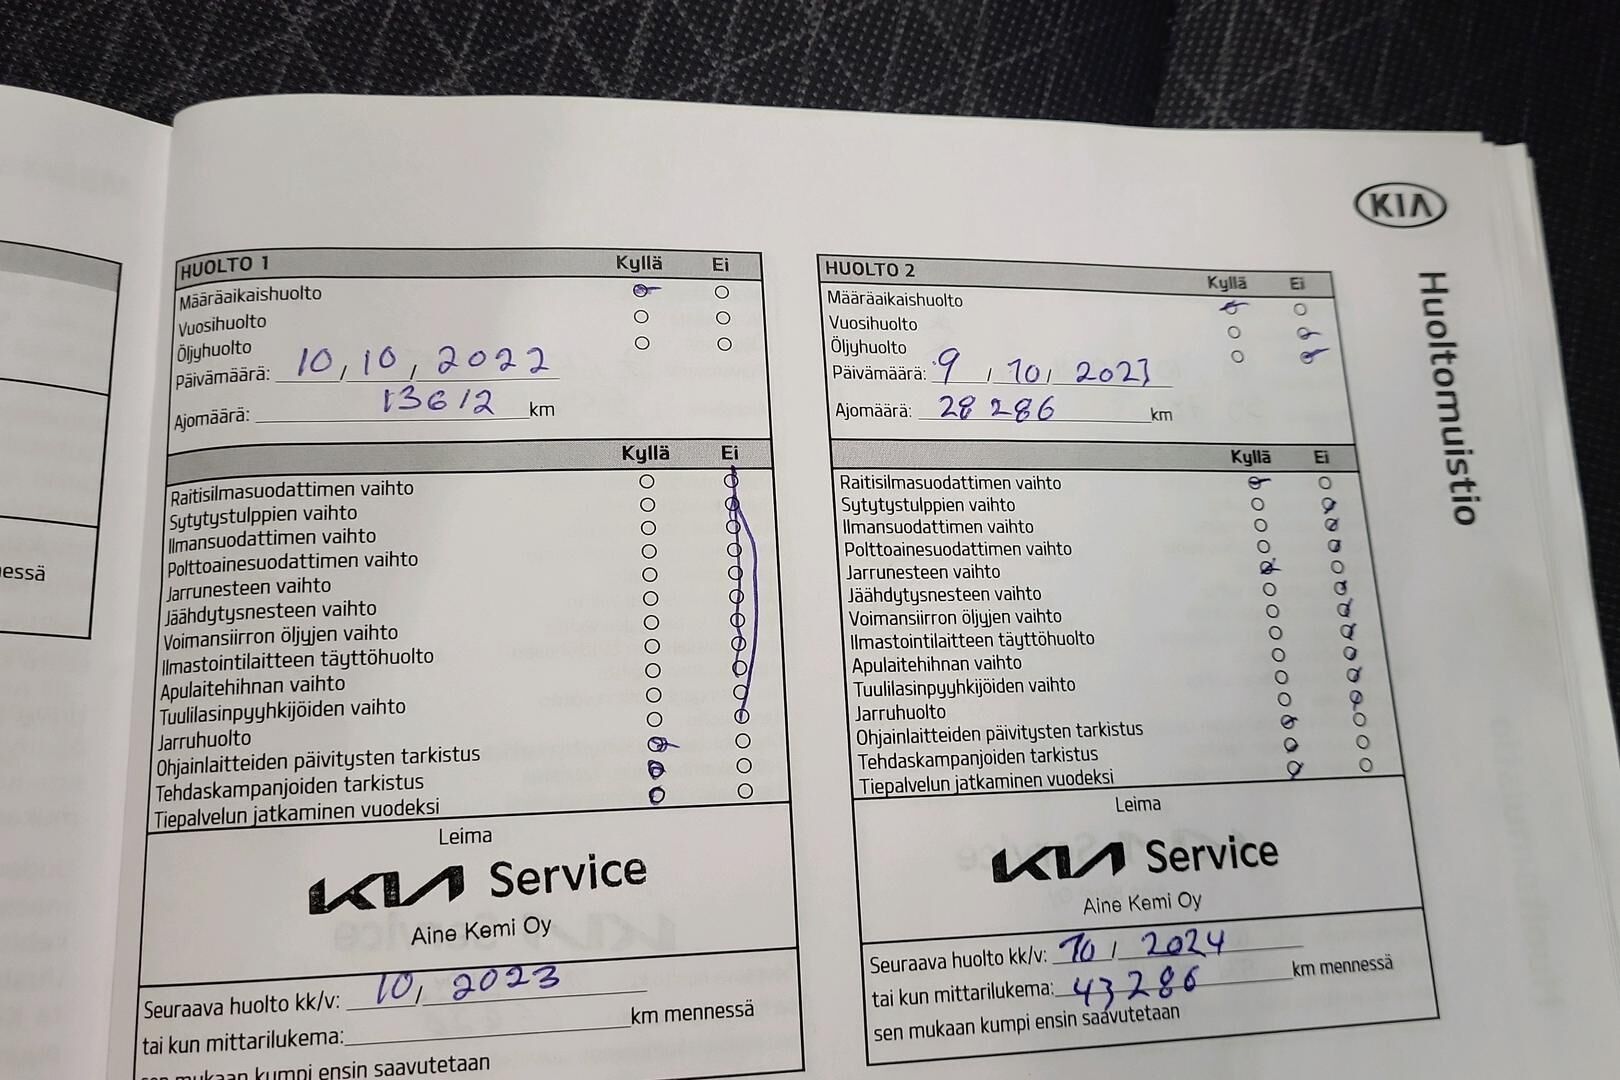 KIA
Huoltomuistio
essä
HUOLTO 1 Kyllä Ei
Määräaikaishuolto
Vuosihuolto
Öljyhuolto
Päivämäärä: 10, 10, 2022
Ajomäärä: 13612 km
Kyllä Ei
Raitisilmasuodattimen vaihto
Sytytystulppien vaihto
Ilmansuodattimen vaihto
Polttoainesuodattimen vaihto
Jarrunesteen vaihto
Jäähdytysnesteen vaihto
Voimansiirron öljyjen vaihto
Ilmastointilaitteen täyttöhuolto
Apulaitehihnan vaihto
Tuulilasinpyyhkijöiden vaihto
Jarruhuolto
Ohjainlaitteiden päivitysten tarkistus
Tehdaskampanjoiden tarkistus
Tiepalvelun jatkaminen vuodeksi
Leima
KIA Service
Aine Kemi Oy
Seuraava huolto kk/v: 10, 2023
tai kun mittarilukema: km mennessä
sen mukaan kumpi ensin saavutetaan
HUOLTO 2 Kyllä Ei
Määräaikaishuolto
Vuosihuolto
Öljyhuolto
Päivämäärä: 9 / 10 / 2023
Ajomäärä: 28 286 km
Kyllä Ei
Raitisilmasuodattimen vaihto
Sytytystulppien vaihto
Ilmansuodattimen vaihto
Polttoainesuodattimen vaihto
Jarrunesteen vaihto
Jäähdytysnesteen vaihto
Voimansiirron öljyjen vaihto
Ilmastointilaitteen täyttöhuolto
Apulaitehihnan vaihto
Tuulilasinpyyhkijöiden vaihto
Jarruhuolto
Ohjainlaitteiden päivitysten tarkistus
Tehdaskampanjoiden tarkistus
Tiepalvelun jatkaminen vuodeksi
Leima
KIA Service
Aine Kemi Oy
Seuraava huolto kk/v: 10 / 2024
tai kun mittarilukema: 43 286 km mennessä
sen mukaan kumpi ensin saavutetaan